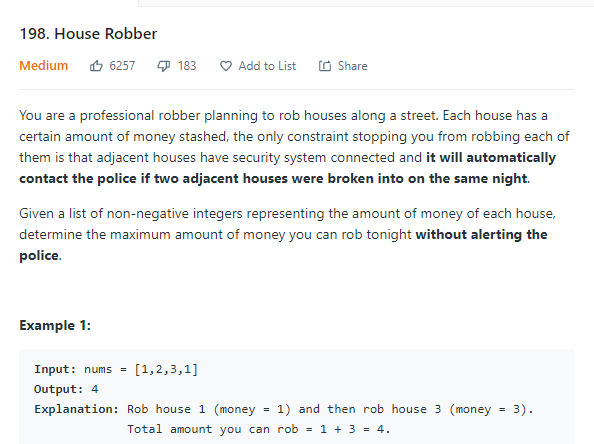 198. House Robber
Medium 6257 183 Add to List Share
You are a professional robber planning to rob houses along a street. Each house has a
certain amount of money stashed, the only constraint stopping you from robbing each of
them is that adjacent houses have security system connected and it will automatically
contact the police if two adjacent houses were broken into on the same night.
Given a list of non-negative integers representing the amount of money of each house,
determine the maximum amount of money you can rob tonight without alerting the
police.
Example 1:
Input: nums = [1,2,3,1]
Output: 4
Explanation: Rob house 1 (money = 1) and then rob house 3 (money = 3).
Total amount you can rob = 1 + 3 = 4.